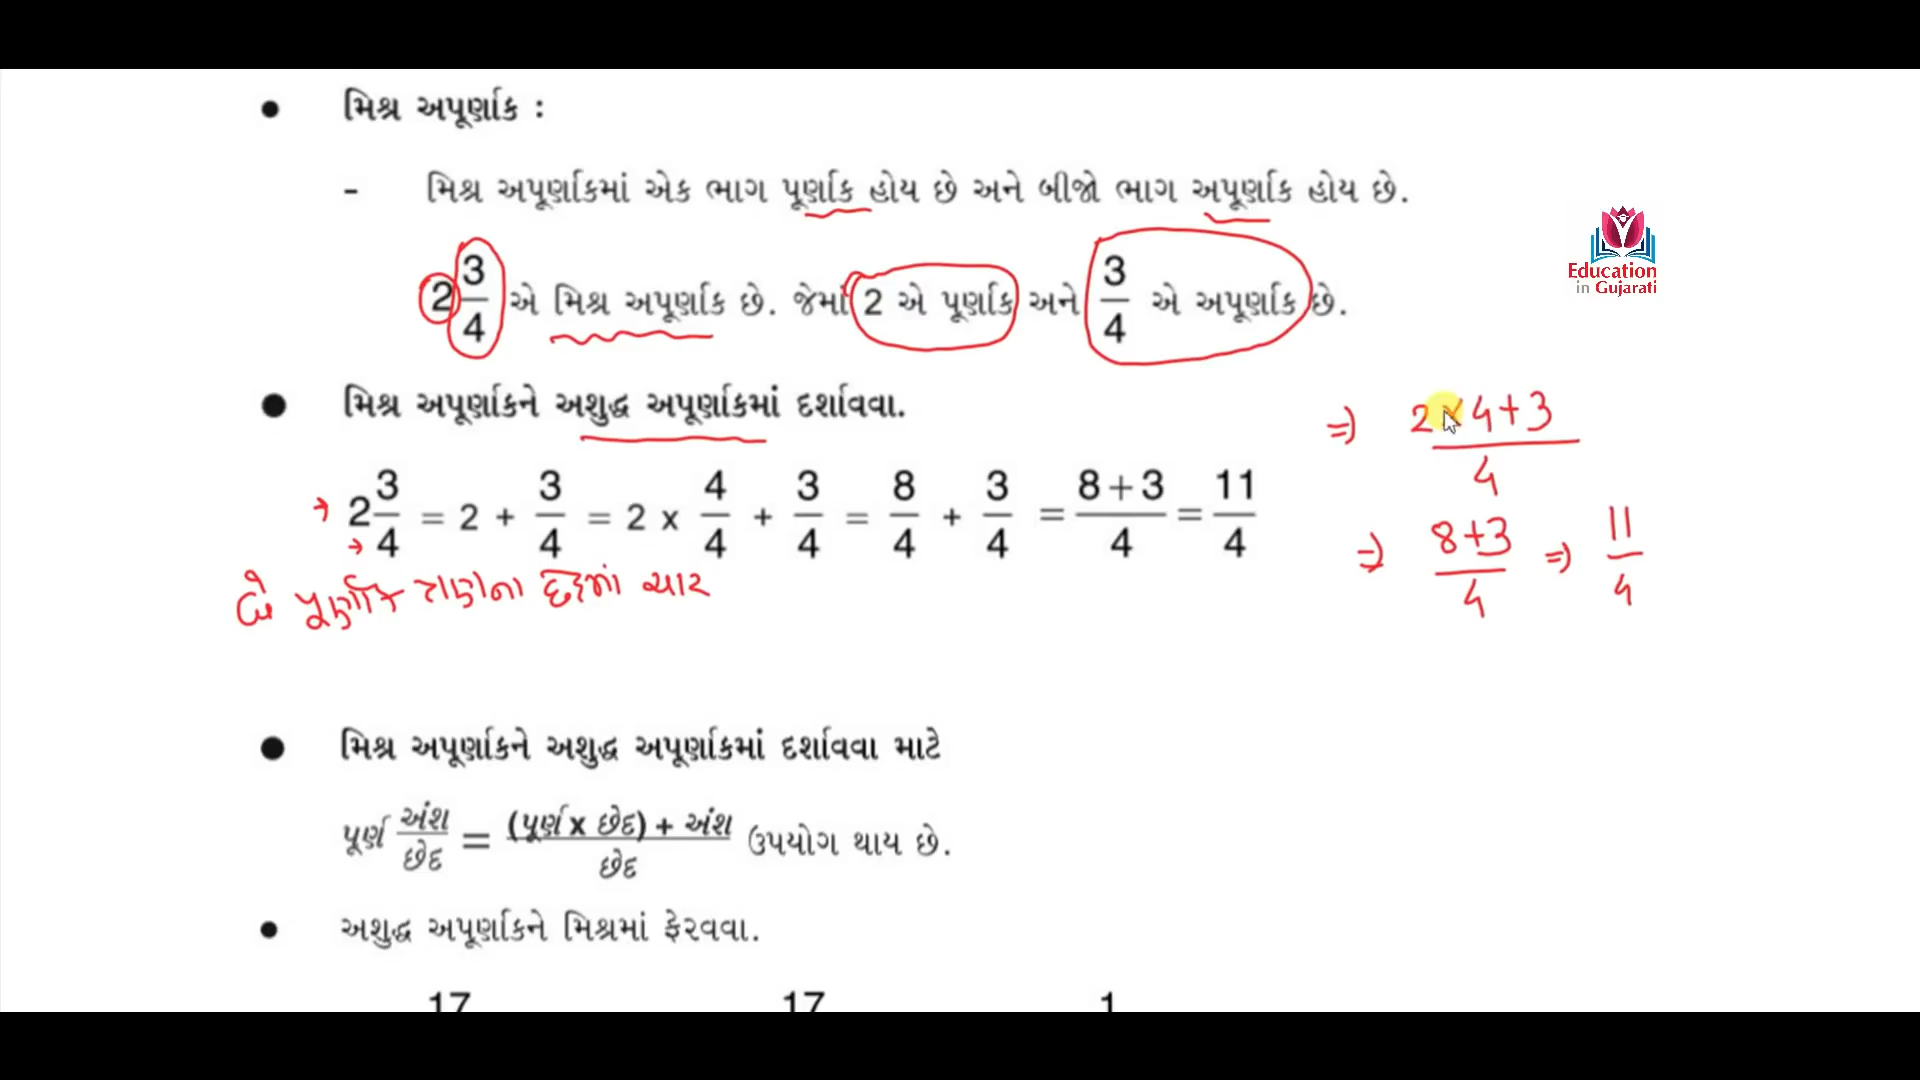 • મિશ્ર અપૂર્ણાંક :
- મિશ્ર અપૂર્ણાંકમાં એક ભાગ પૂર્ણાંક હોય છે અને બીજો ભાગ અપૂર્ણાંક હોય છે.
Education
in Gujarati
2 3/4 એ મિશ્ર અપૂર્ણાંક છે. જેમાં 2 એ પૂર્ણાંક અને 3/4 એ અપૂર્ણાંક છે.
• મિશ્ર અપૂર્ણાંકને અશુદ્ધ અપૂર્ણાંકમાં દર્શાવવા.
⇒ (2 × 4 + 3)/4
→ 2 3/4 = 2 + 3/4 = 2 x 4/4 + 3/4 = 8/4 + 3/4 = (8 + 3)/4 = 11/4
⇒ (8 + 3)/4 ⇒ 11/4
પૂર્ણાંક ચાર
• મિશ્ર અપૂર્ણાંકને અશુદ્ધ અપૂર્ણાંકમાં દર્શાવવા માટે
પૂર્ણ અંશ/છેદ = ((પૂર્ણ x છેદ) + અંશ)/છેદ ઉપયોગ થાય છે.
• અશુદ્ધ અપૂર્ણાંકને મિશ્રમાં ફેરવવા.
17 17 1